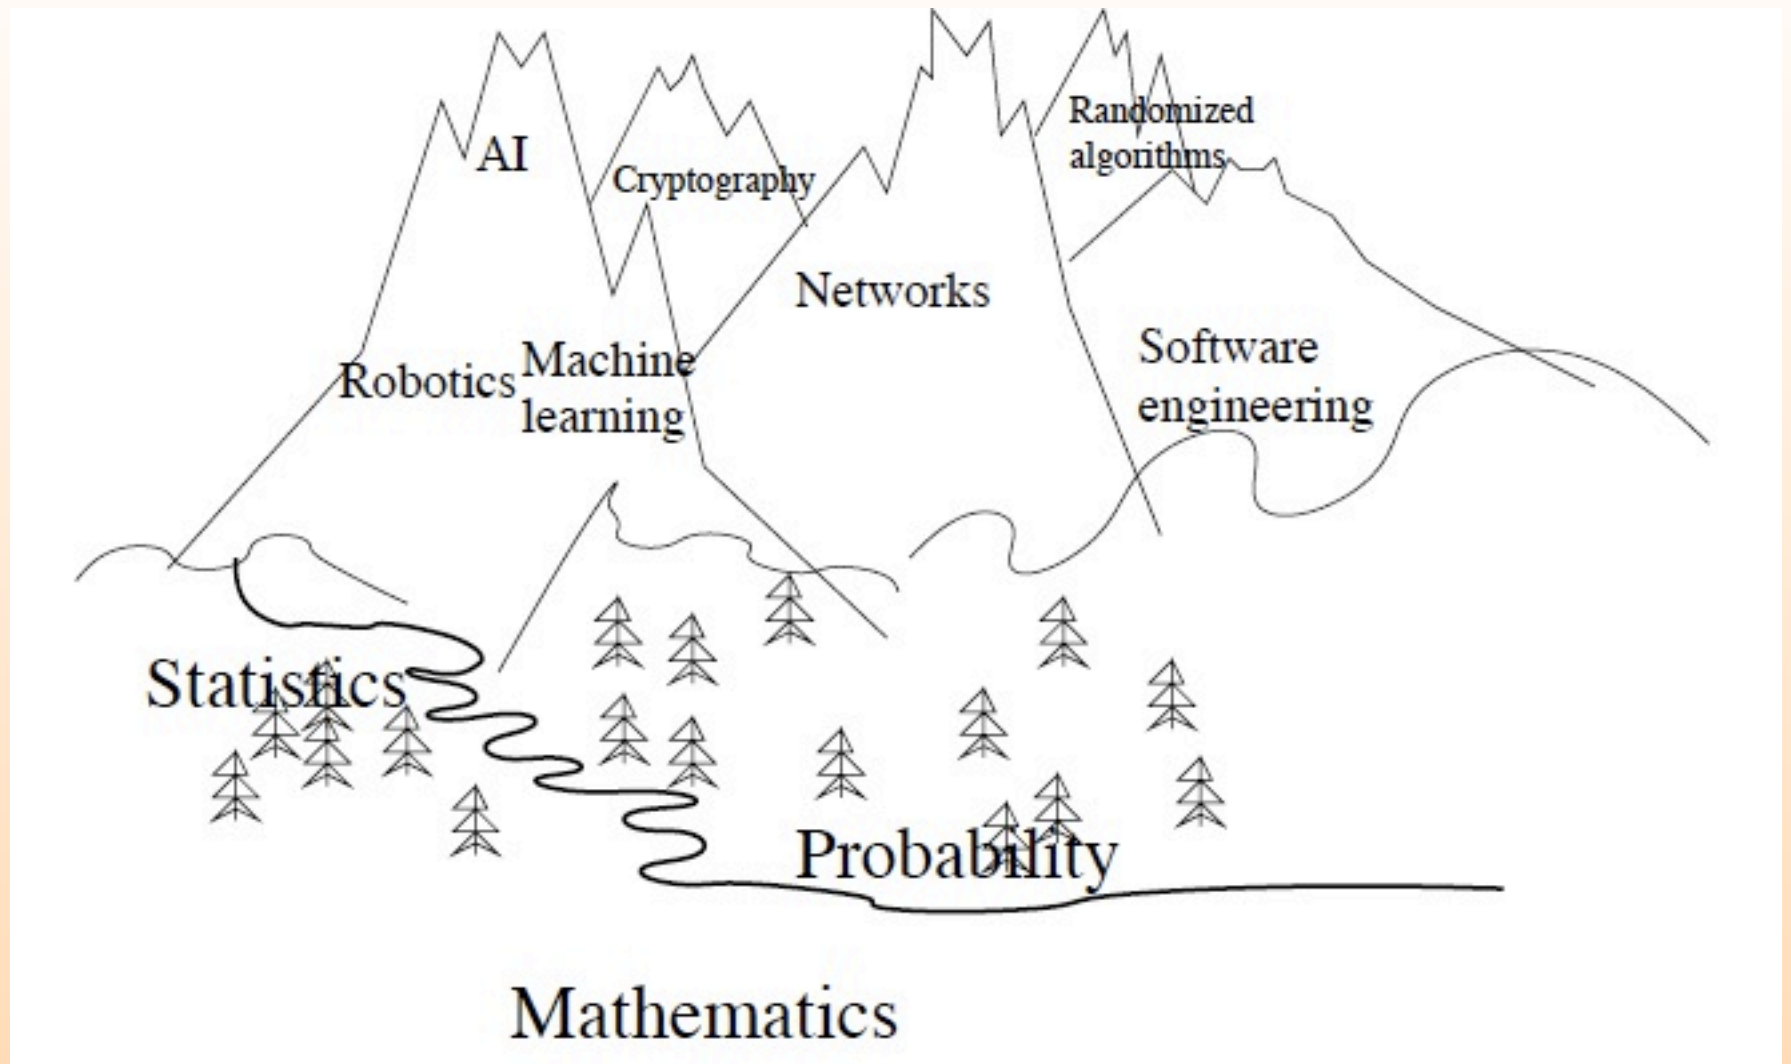 AI
Cryptography
Randomized
algorithms
Networks
Robotics
Machine
learning
Software
engineering
Statistics
Probability
Mathematics